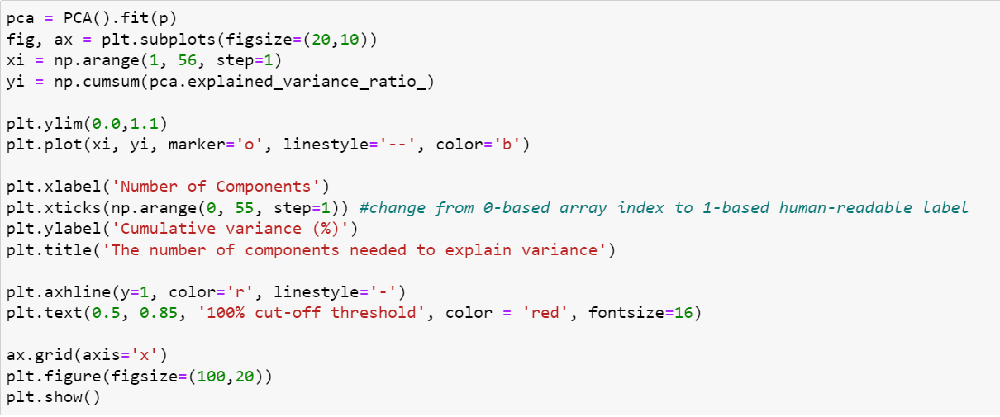 pca = PCA().fit(p)
fig, ax = plt.subplots(figsize=(20,10))
xi = np.arange(1, 56, step=1)
yi = np.cumsum(pca.explained_variance_ratio_)
plt.ylim(0.0,1.1)
plt.plot(xi, yi, marker='o', linestyle='--', color='b')
plt.xlabel('Number of Components')
plt.xticks(np.arange(0, 55, step=1)) #change from 0-based array index to 1-based human-readable label
plt.ylabel('Cumulative variance (%)')
plt.title('The number of components needed to explain variance')
plt.axhline(y=1, color='r', linestyle='-')
plt.text(0.5, 0.85, '100% cut-off threshold', color = 'red', fontsize=16)
ax.grid(axis='x')
plt.figure(figsize=(100,20))
plt.show()